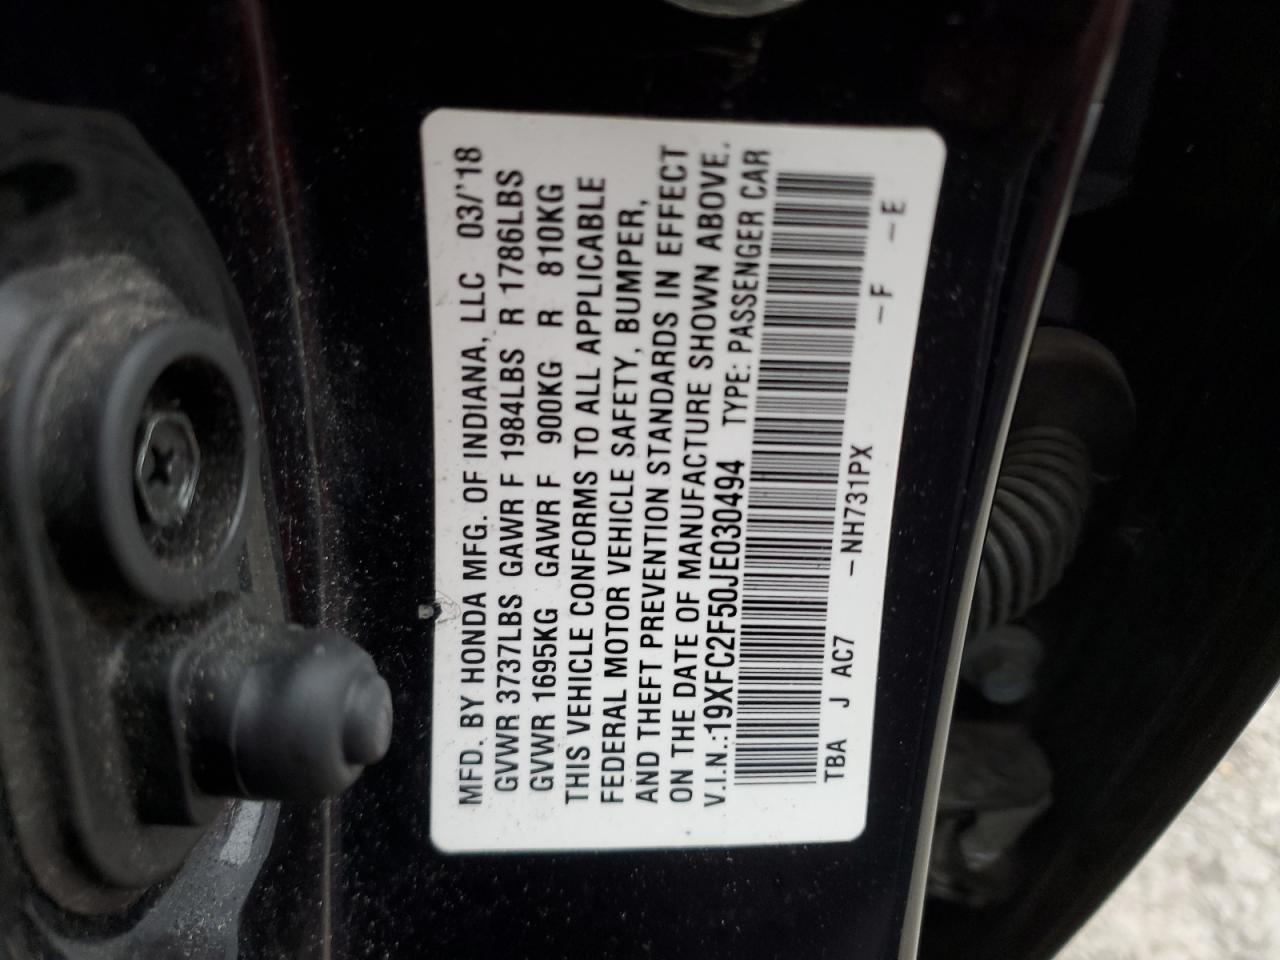 MFD. BY HONDA MFG. OF INDIANA, LLC 03/'18
GVWR 3737LBS GAWR F 1984LBS R 1786LBS
GVWR 1695KG GAWR F 900KG R 810KG
THIS VEHICLE CONFORMS TO ALL APPLICABLE
FEDERAL MOTOR VEHICLE SAFETY, BUMPER,
AND THEFT PREVENTION STANDARDS IN EFFECT
ON THE DATE OF MANUFACTURE SHOWN ABOVE.
V.I.N.:19XFC2F50JE030494 TYPE: PASSENGER CAR
TBA J AC7 -NH731PX -F -E